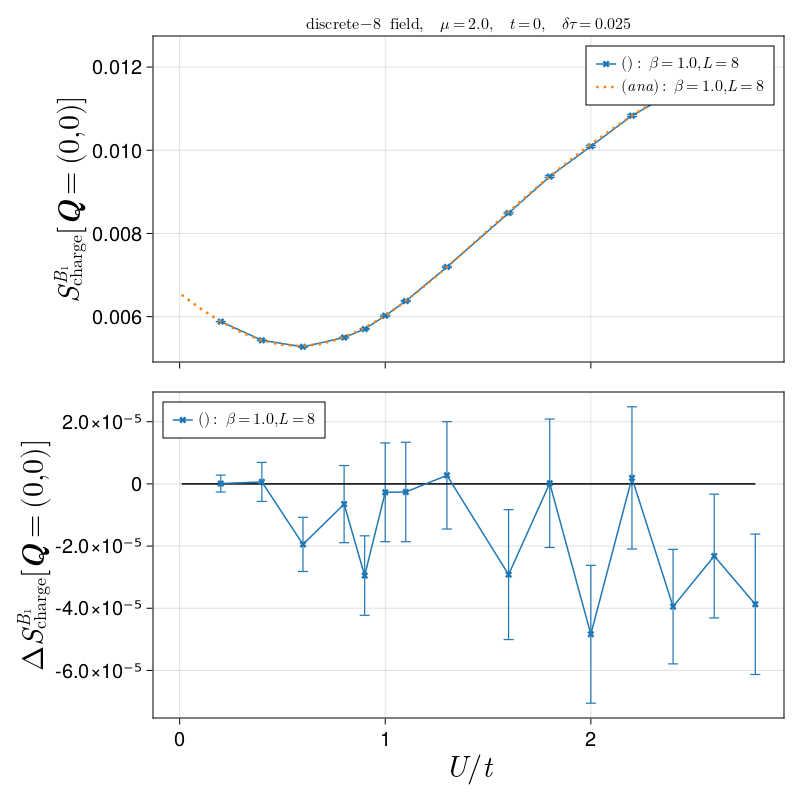 discrete−8 field, μ = 2.0, t = 0, δτ = 0.025
S^{B_1}_{charge}[Q = (0,0)]
0.012
0.010
0.008
0.006
() : β = 1.0, L = 8
(ana) : β = 1.0, L = 8
ΔS^{B_1}_{charge}[Q = (0,0)]
2.0×10⁻⁵
0
-2.0×10⁻⁵
-4.0×10⁻⁵
-6.0×10⁻⁵
() : β = 1.0, L = 8
0 1 2
U/t